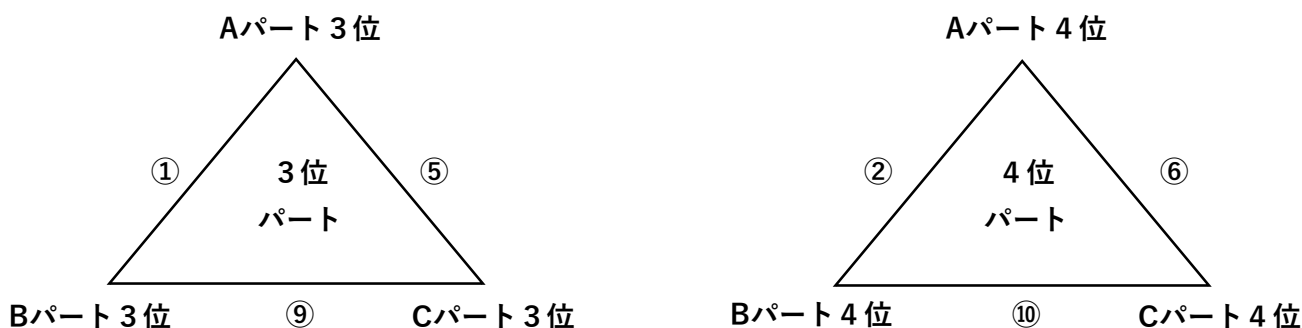 Aパート3位
①
⑤
3位
パート
Bパート3位
⑨
Cパート3位
Aパート4位
②
⑥
4位
パート
Bパート4位
⑩
Cパート4位